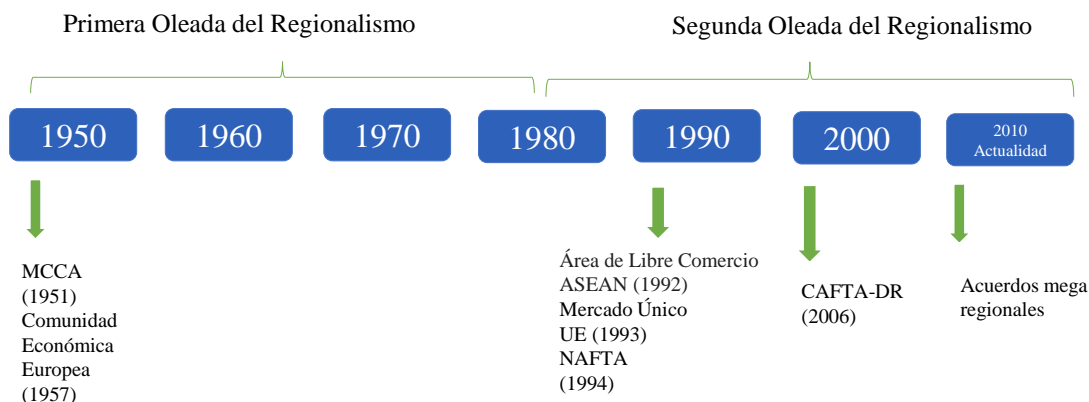 Primera Oleada del Regionalismo
Segunda Oleada del Regionalismo
1950
1960
1970
1980
1990
2000
2010
Actualidad
MCCA
(1951)
Comunidad
Económica
Europea
(1957)
Área de Libre Comercio
ASEAN (1992)
Mercado Único
UE (1993)
NAFTA
(1994)
CAFTA-DR
(2006)
Acuerdos mega
regionales